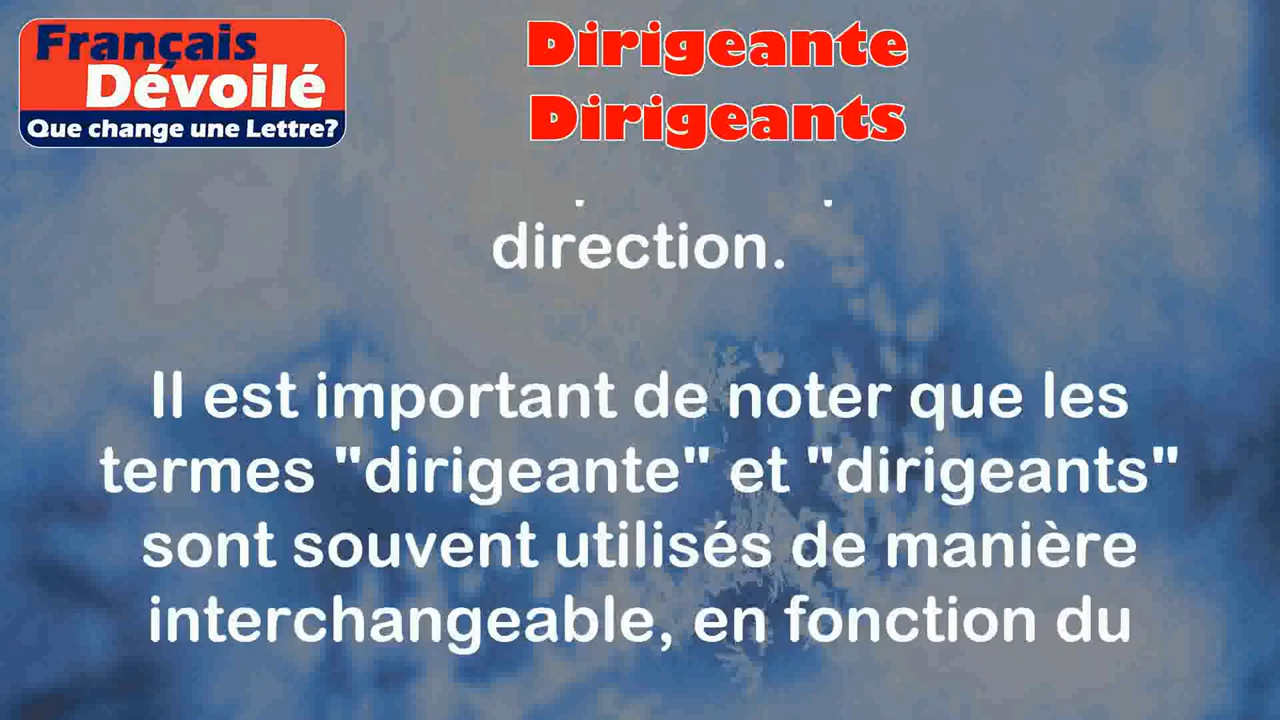 Français
Dévoilé
Que change une Lettre?
Dirigeante
Dirigeants
direction.
Il est important de noter que les
termes "dirigeante" et "dirigeants"
sont souvent utilisés de manière
interchangeable, en fonction du